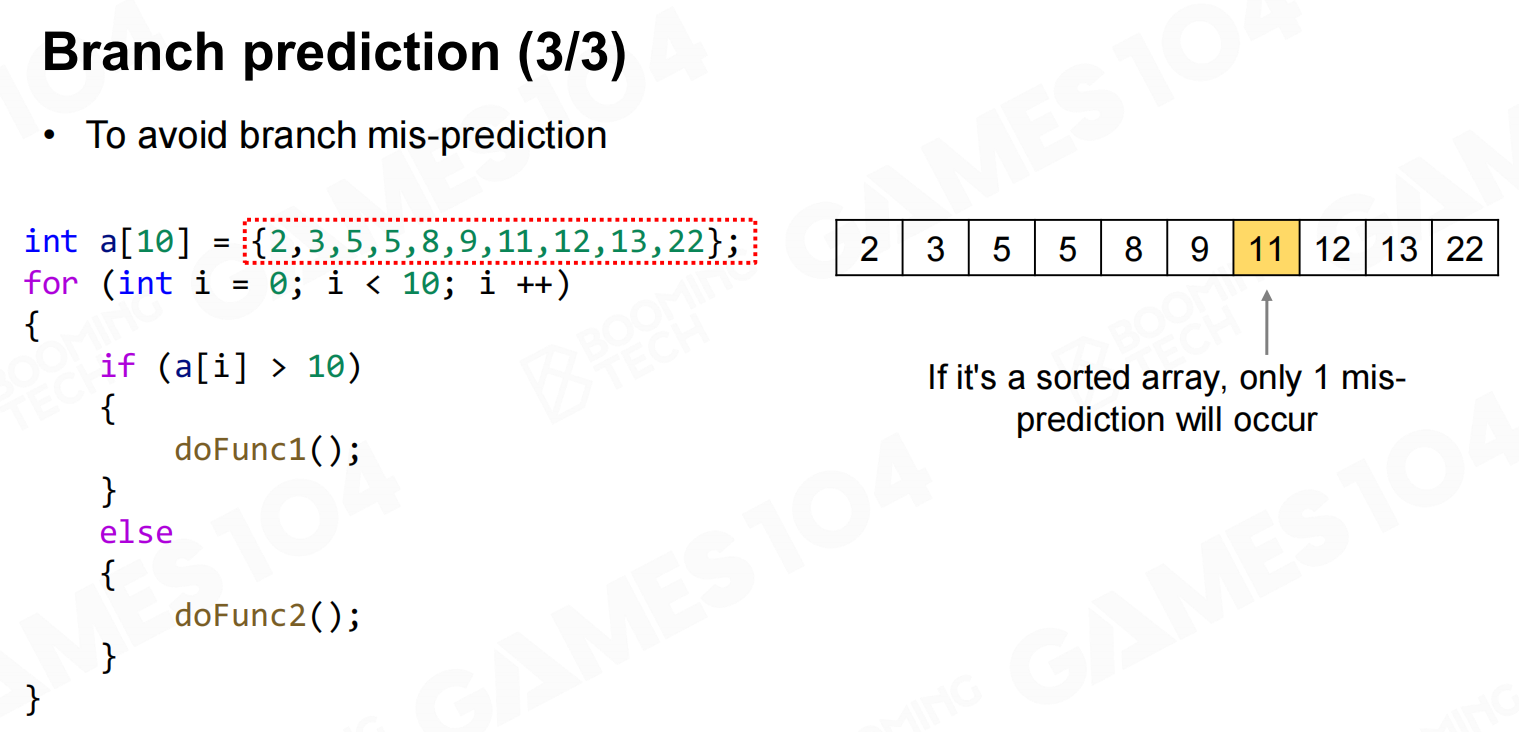 Branch prediction (3/3)
• To avoid branch mis-prediction
int a[10] = {2,3,5,5,8,9,11,12,13,22};
for (int i = 0; i < 10; i ++)
{
    if (a[i] > 10)
    {
        doFunc1();
    }
    else
    {
        doFunc2();
    }
}
2 3 5 5 8 9 11 12 13 22
If it's a sorted array, only 1 mis-
prediction will occur
GAMES104
BOOMING
TECH